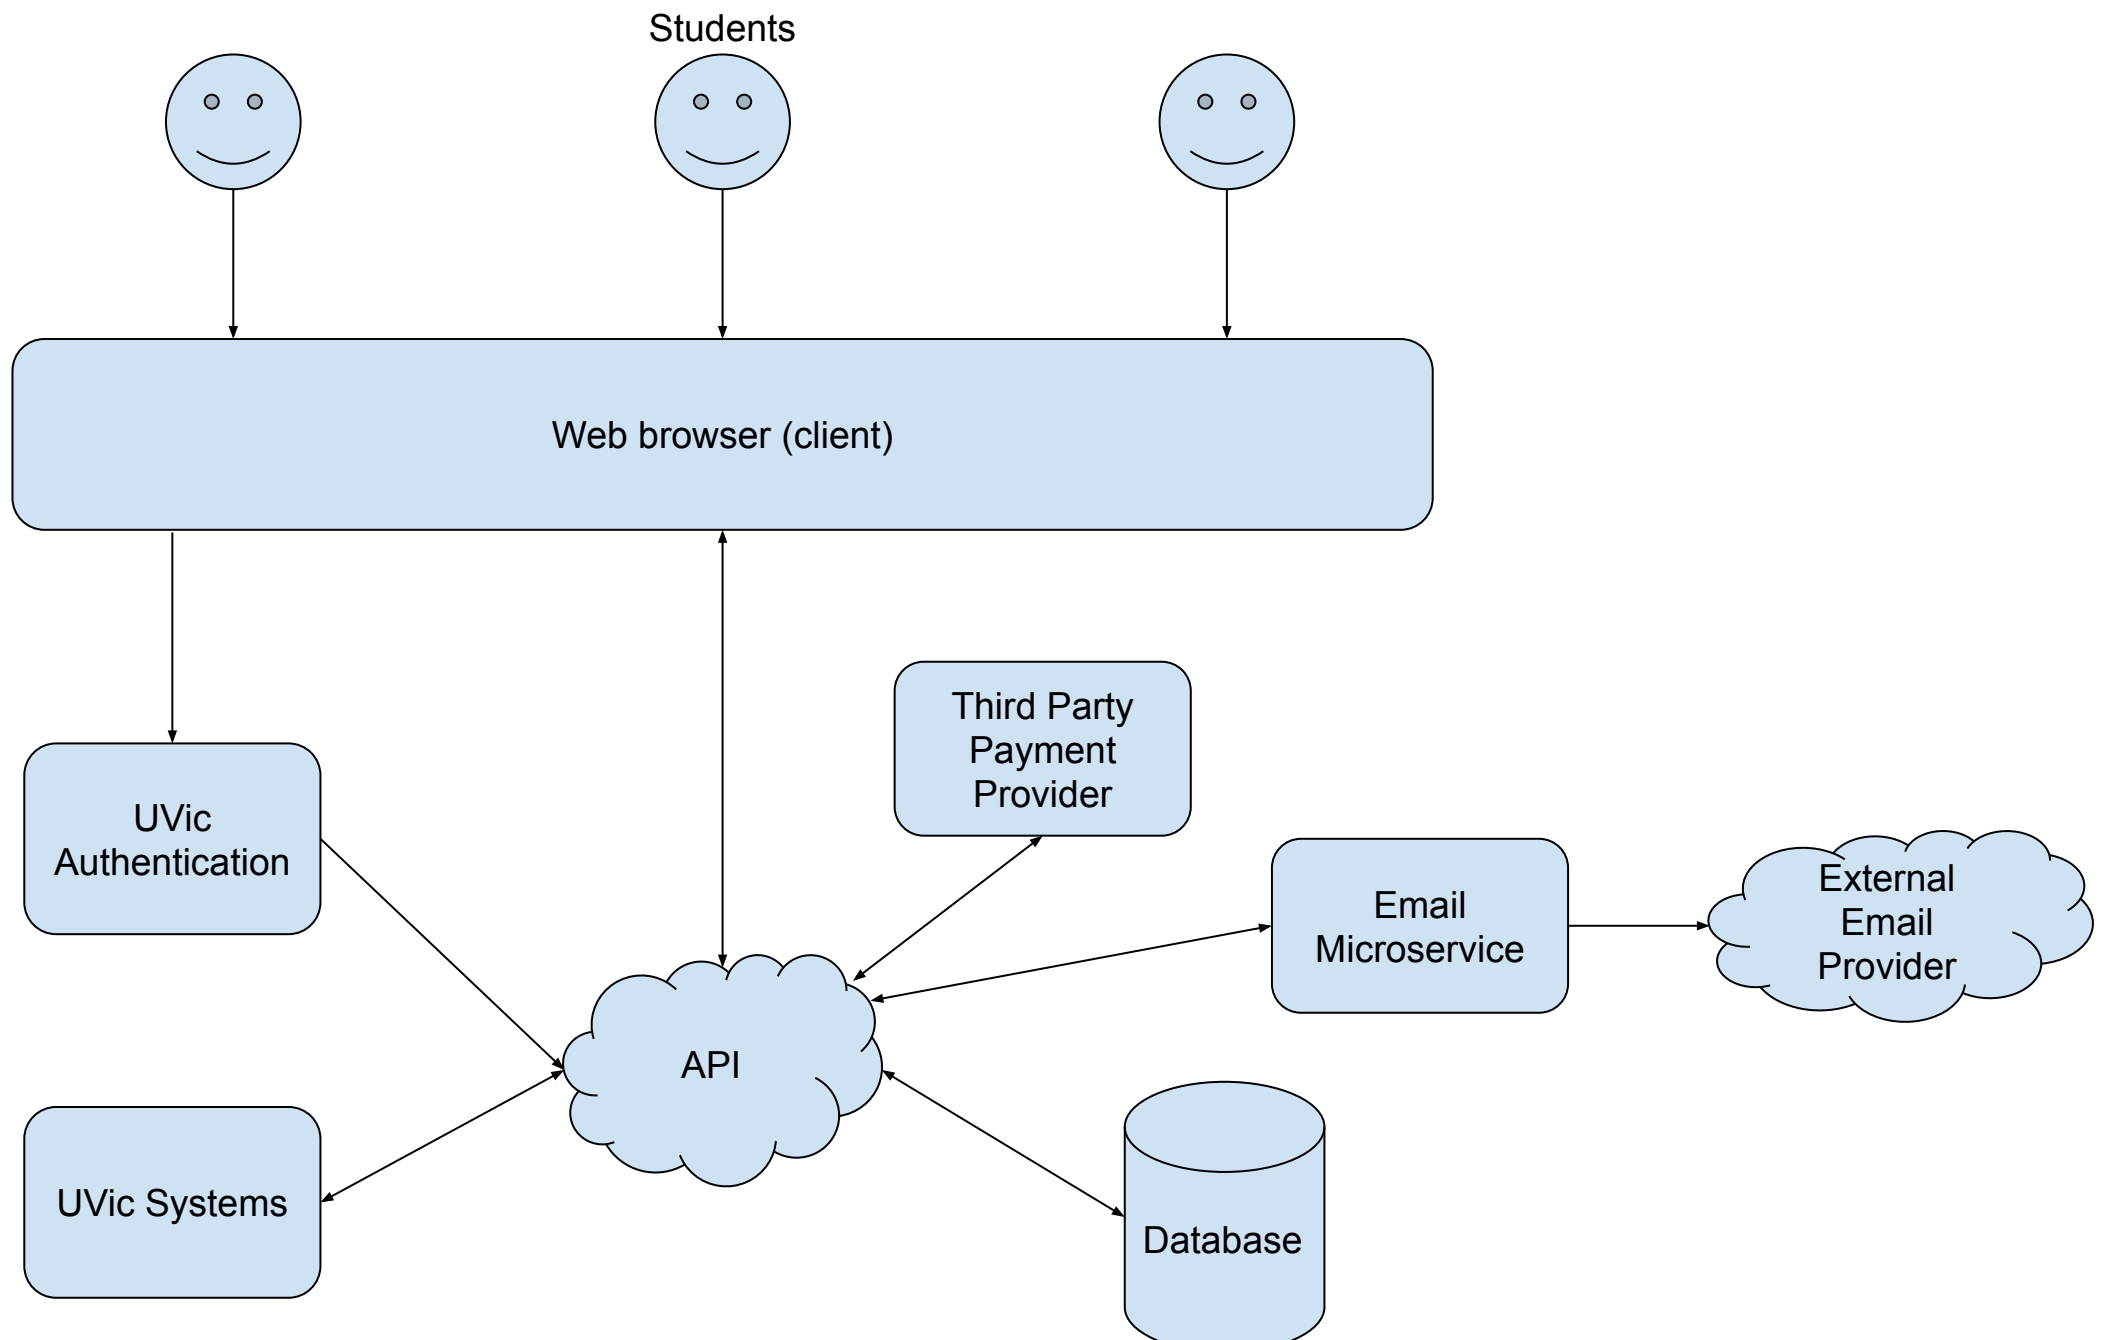 Students
Web browser (client)
Third Party
Payment
Provider
UVic
Authentication
Email
Microservice
External
Email
Provider
API
UVic Systems
Database